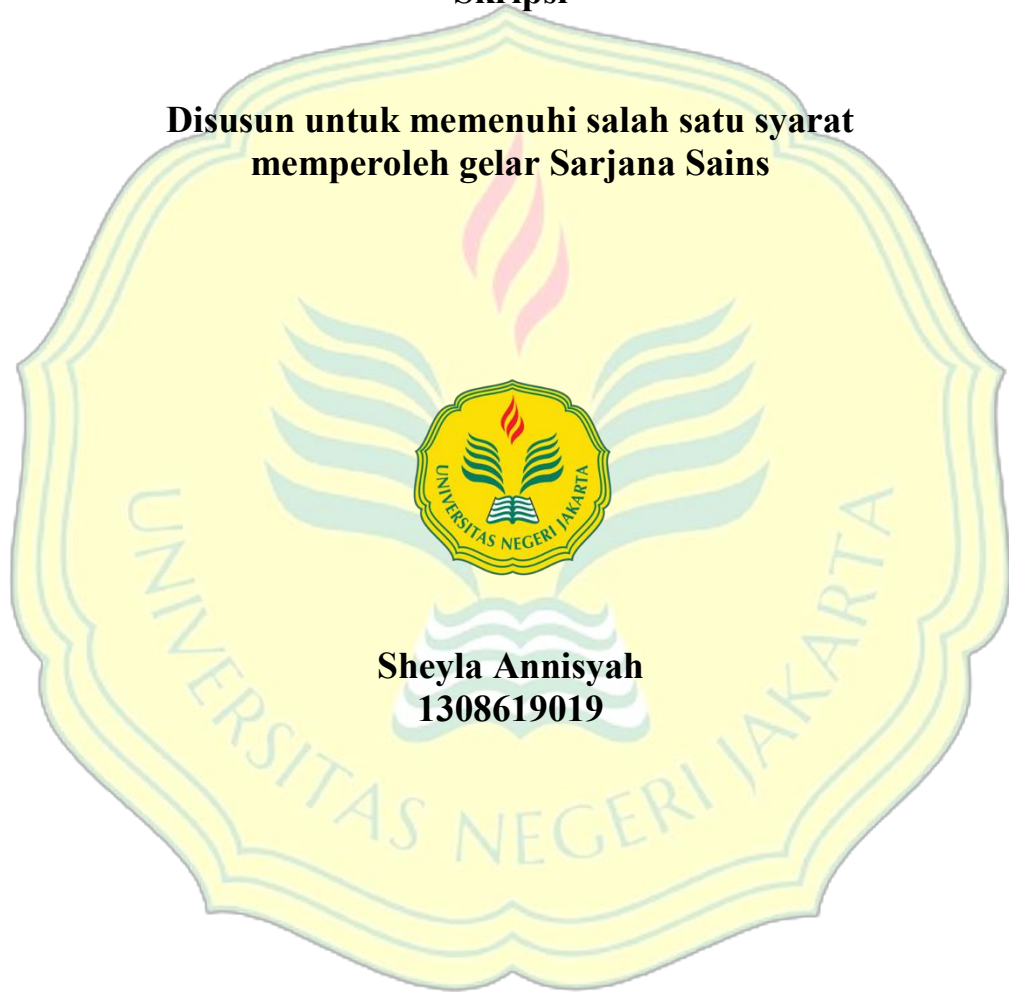 Skripsi
Disusun untuk memenuhi salah satu syarat
memperoleh gelar Sarjana Sains
UNIVERSITAS NEGERI JAKARTA
Sheyla Annisyah
1308619019
UNIVERSITAS NEGERI JAKARTA